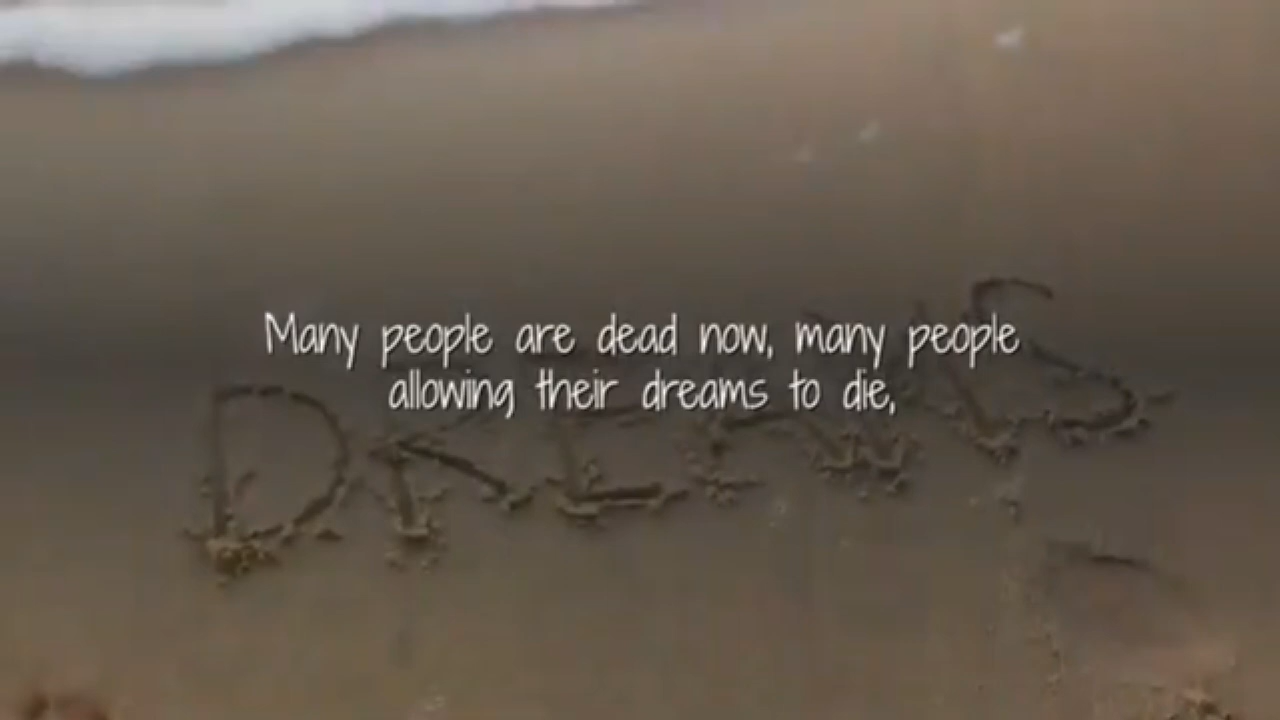 Many people are dead now, many people
allowing their dreams to die,
DREAMS